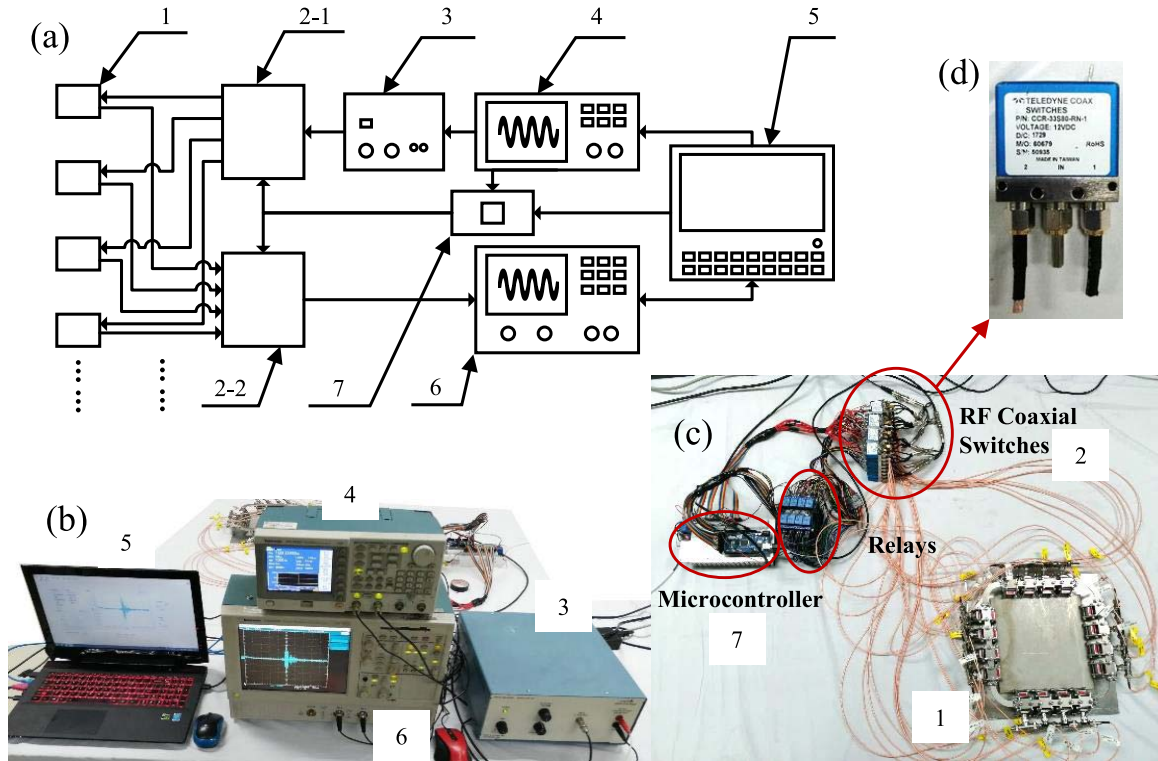 (a)
1
2-1
3
4
5
2-2
7
6
(d)
TELEDYNE COAX
SWITCHES
P/N: CCR-33S80-RN-1
VOLTAGE: 12VDC
D/C: 1729
M/O: 60679 RoHS
S/N: 50935
MADE IN TAIWAN
2 IN 1
(b)
4
5
3
6
(c)
RF Coaxial
Switches
2
Relays
Microcontroller
7
1